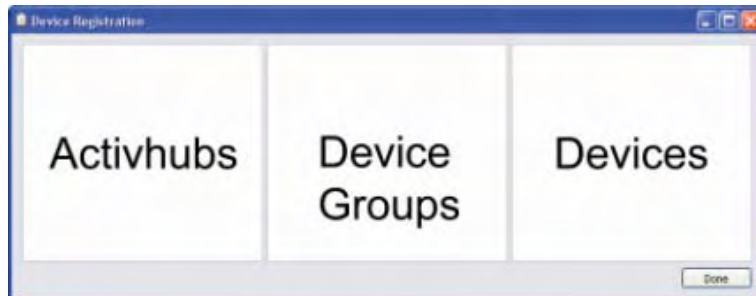 Device Registration
Activhubs
Device
Groups
Devices
Done